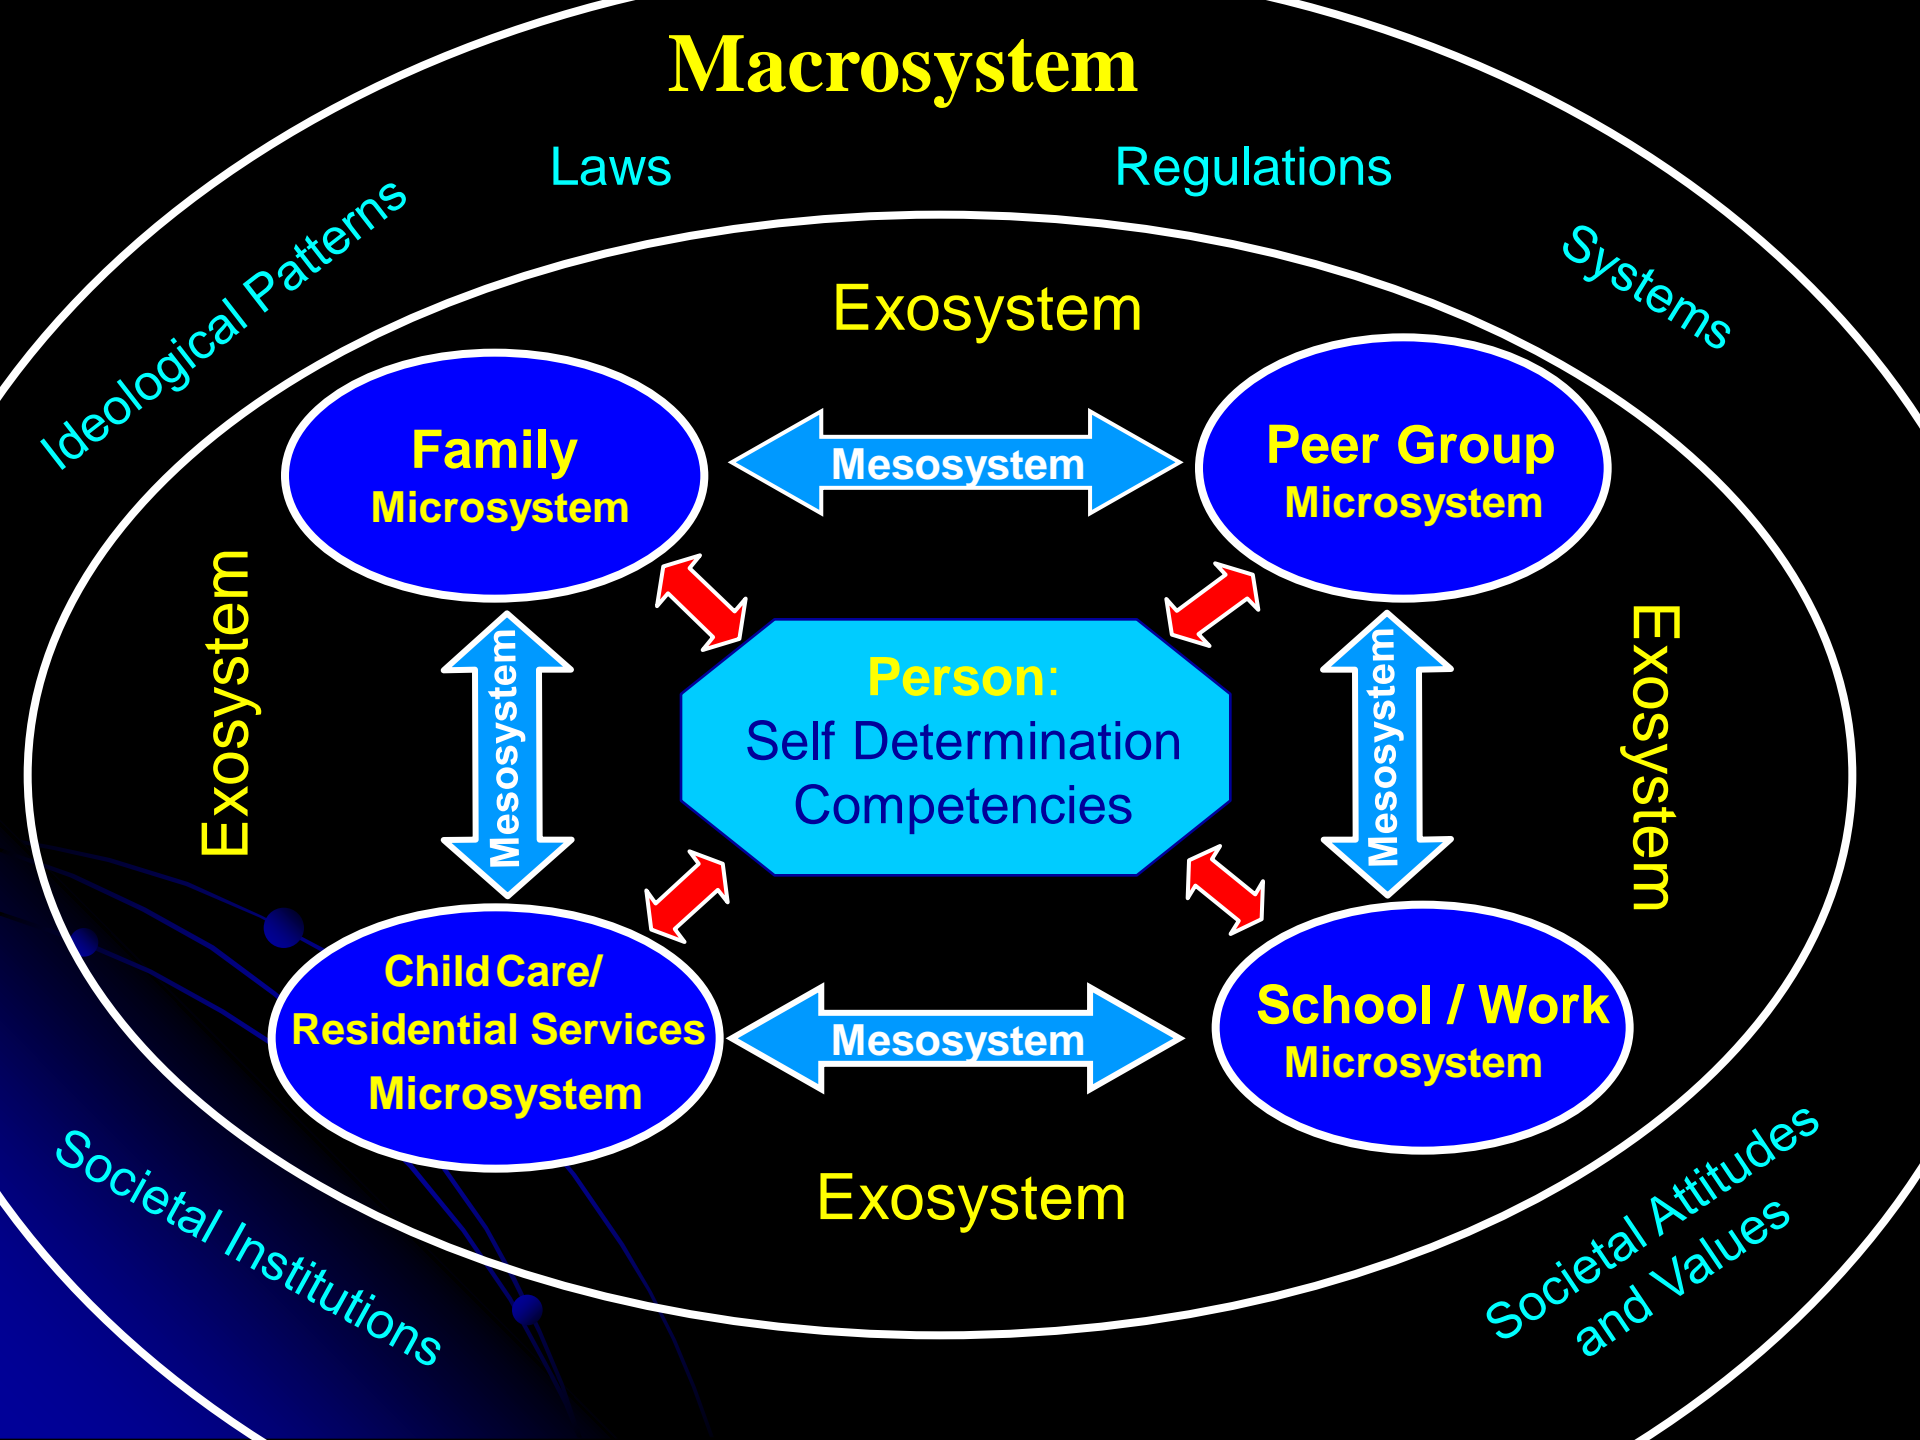 Macrosystem
Laws
Regulations
Ideological Patterns
Systems
Exosystem
Family
Microsystem
Mesosystem
Peer Group
Microsystem
Exosystem
Mesosystem
Person:
Self Determination
Competencies
Mesosystem
Exosystem
Child Care/
Residential Services
Microsystem
Mesosystem
School / Work
Microsystem
Exosystem
Societal Institutions
Societal Attitudes
and Values